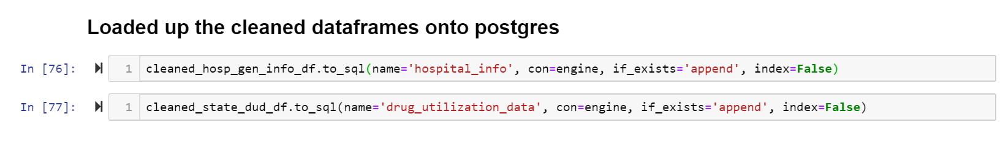 Loaded up the cleaned dataframes onto postgres
In [76]: 1 cleaned_hosp_gen_info_df.to_sql(name='hospital_info', con=engine, if_exists='append', index=False)
In [77]: 1 cleaned_state_dud_df.to_sql(name='drug_utilization_data', con=engine, if_exists='append', index=False)